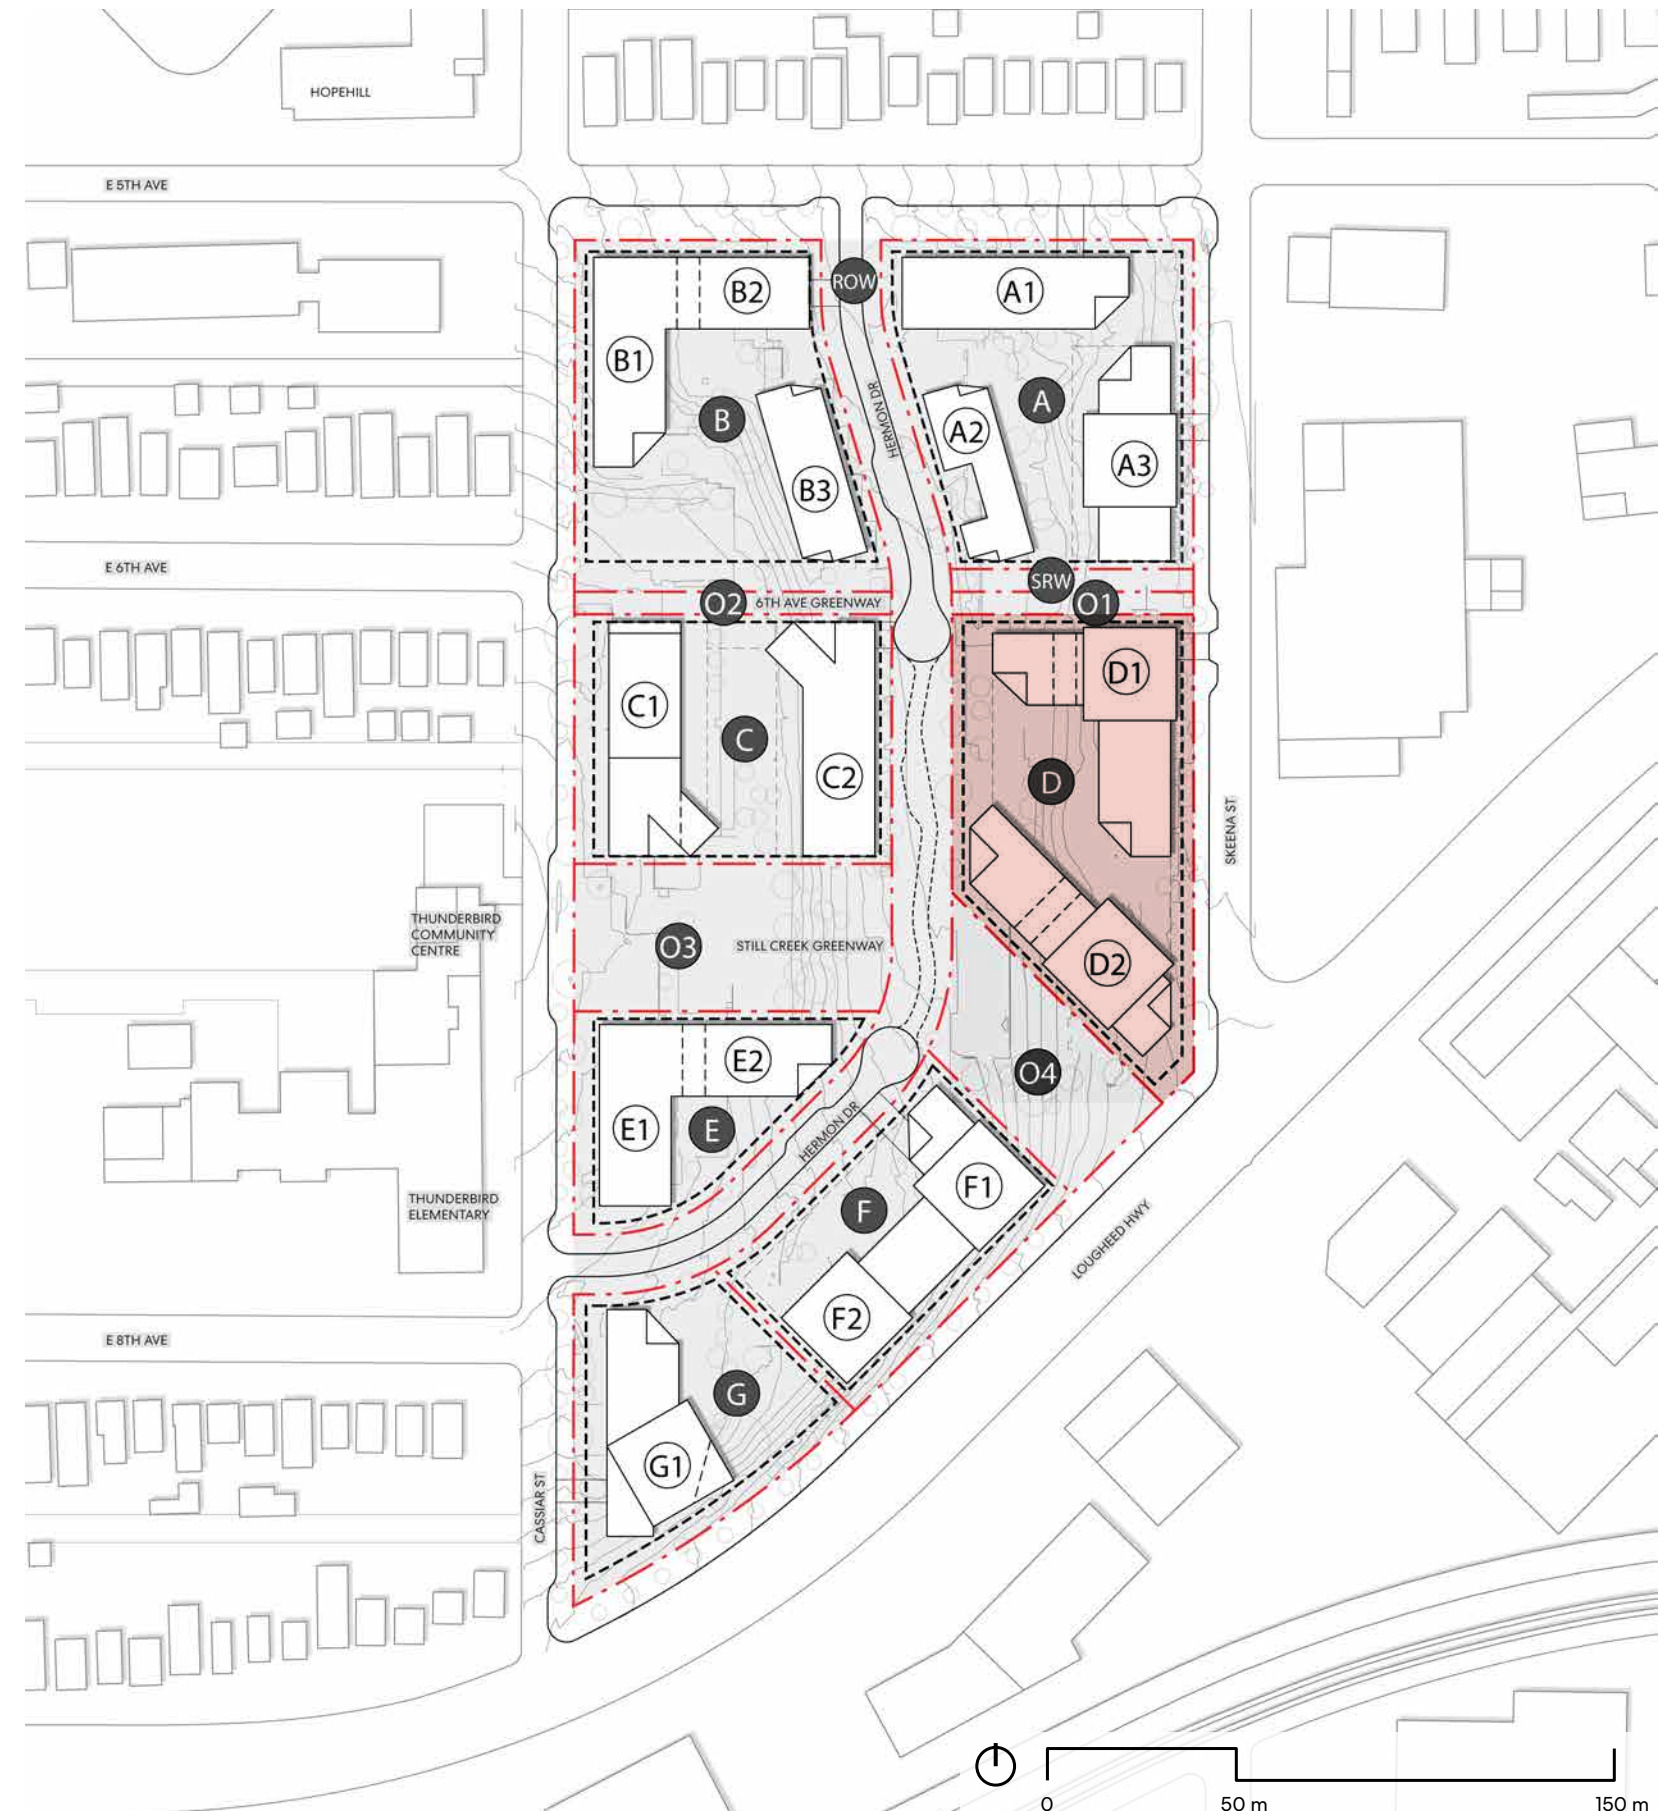 HOPEHILL
E 5TH AVE
B2
ROW
A1
B1
HERMON DR
B
A
A2
A3
B3
E 6TH AVE
SRW
O2
6TH AVE GREENWAY
O1
D1
C1
C
C2
D
SKEENA ST
THUNDERBIRD
COMMUNITY
CENTRE
O3
STILL CREEK GREENWAY
D2
E2
O4
E1
E
HERMON DR
F1
THUNDERBIRD
ELEMENTARY
F
LOUGHEED HWY
F2
E 8TH AVE
G
G1
CASSIAR ST
0
50 m
150 m